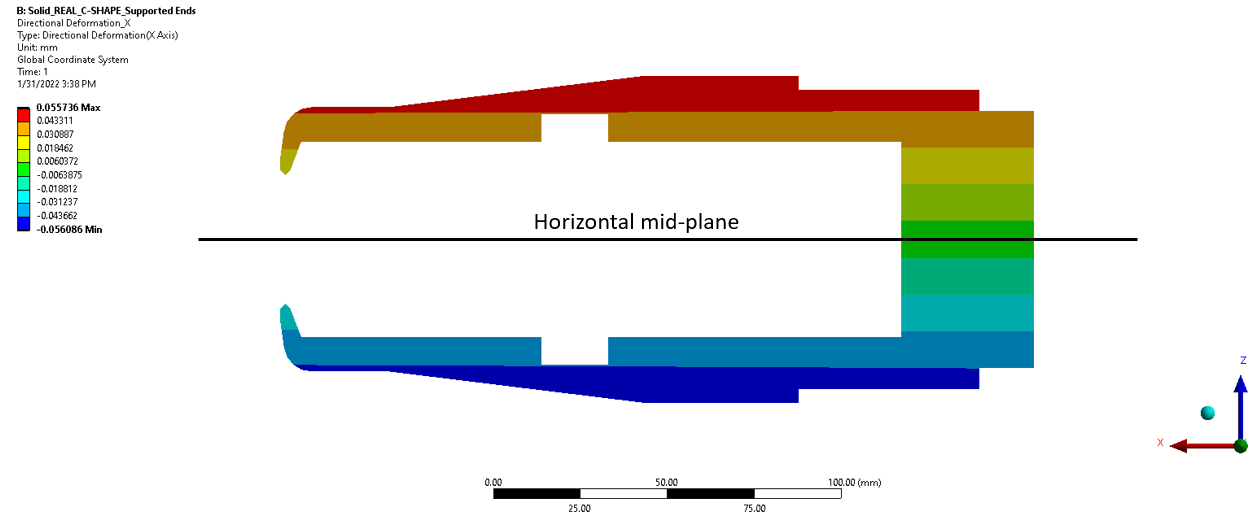 B: Solid_REAL_C-SHAPE_Supported Ends
Directional Deformation_X
Type: Directional Deformation(X Axis)
Unit: mm
Global Coordinate System
Time: 1
1/31/2022 3:38 PM
0.055736 Max
0.043311
0.030887
0.018462
0.0060372
-0.0063875
-0.018812
-0.031237
-0.043662
-0.056086 Min
Horizontal mid-plane
Z
X
0.00 50.00 100.00 (mm)
25.00 75.00